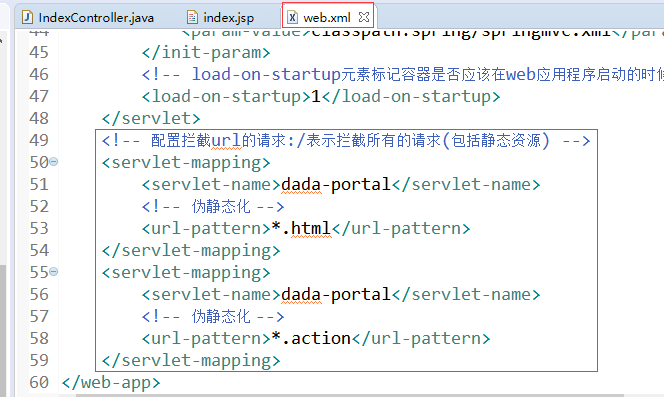 IndexController.java index.jsp web.xml
44 <param-value>classpath:spring/springmvc.xml</par
45 </init-param>
46 <!-- load-on-startup元素标记容器是否应该在web应用程序启动的时候
47 <load-on-startup>1</load-on-startup>
48 </servlet>
49 <!-- 配置拦截url的请求:/表示拦截所有的请求(包括静态资源) -->
50 <servlet-mapping>
51 <servlet-name>dada-portal</servlet-name>
52 <!-- 伪静态化 -->
53 <url-pattern>*.html</url-pattern>
54 </servlet-mapping>
55 <servlet-mapping>
56 <servlet-name>dada-portal</servlet-name>
57 <!-- 伪静态化 -->
58 <url-pattern>*.action</url-pattern>
59 </servlet-mapping>
60 </web-app>